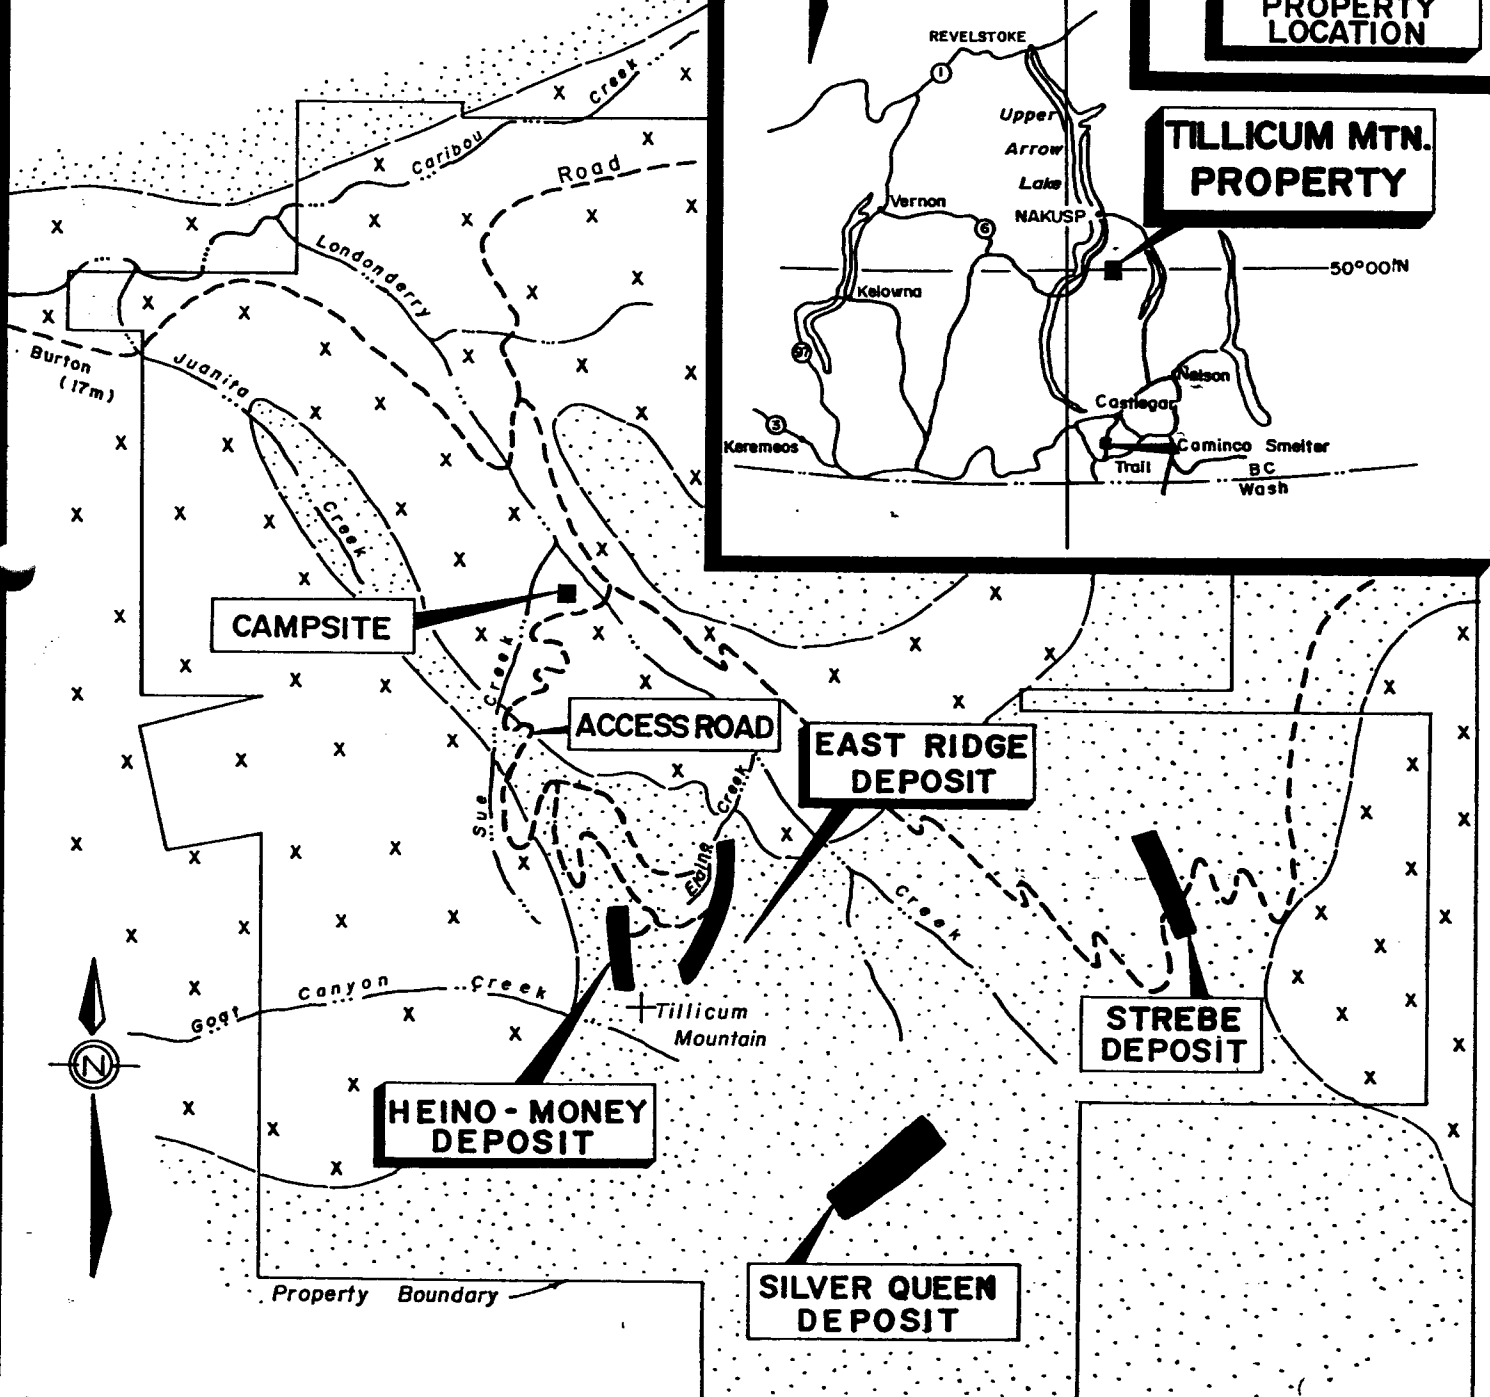 PROPERTY
LOCATION
REVELSTOKE
1
Upper
Arrow
Lake
TILLICUM MTN.
PROPERTY
Vernon
NAKUSP
6
50°00'N
Kelowna
97
Nelson
Castlegar
3
Keremeos
Caminco Smelter
Trail
BC
Wash
Caribou Creek
Road
Londonderry
Burton
(17m)
Juanita
Creek
CAMPSITE
Creek
ACCESS ROAD
EAST RIDGE
DEPOSIT
Sue
Elaine Creek
Creek
Goat Canyon Creek
Tillicum
Mountain
STREBE
DEPOSIT
N
HEINO - MONEY
DEPOSIT
SILVER QUEEN
DEPOSIT
Property Boundary